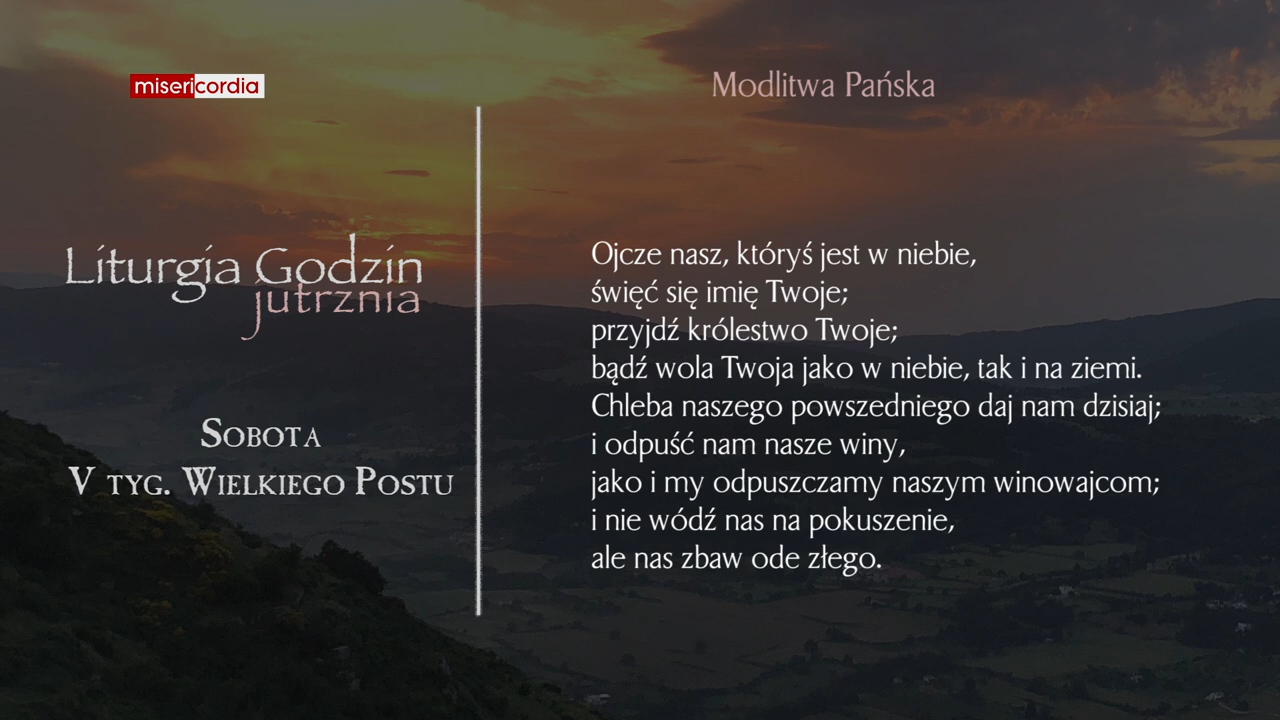 misericordia
Liturgia Godzin
jutrznia
Sobota
V tyg. Wielkiego Postu
Modlitwa Pańska
Ojcze nasz, któryś jest w niebie,
święć się imię Twoje;
przyjdź królestwo Twoje;
bądź wola Twoja jako w niebie, tak i na ziemi.
Chleba naszego powszedniego daj nam dzisiaj;
i odpuść nam nasze winy,
jako i my odpuszczamy naszym winowajcom;
i nie wódź nas na pokuszenie,
ale nas zbaw ode złego.